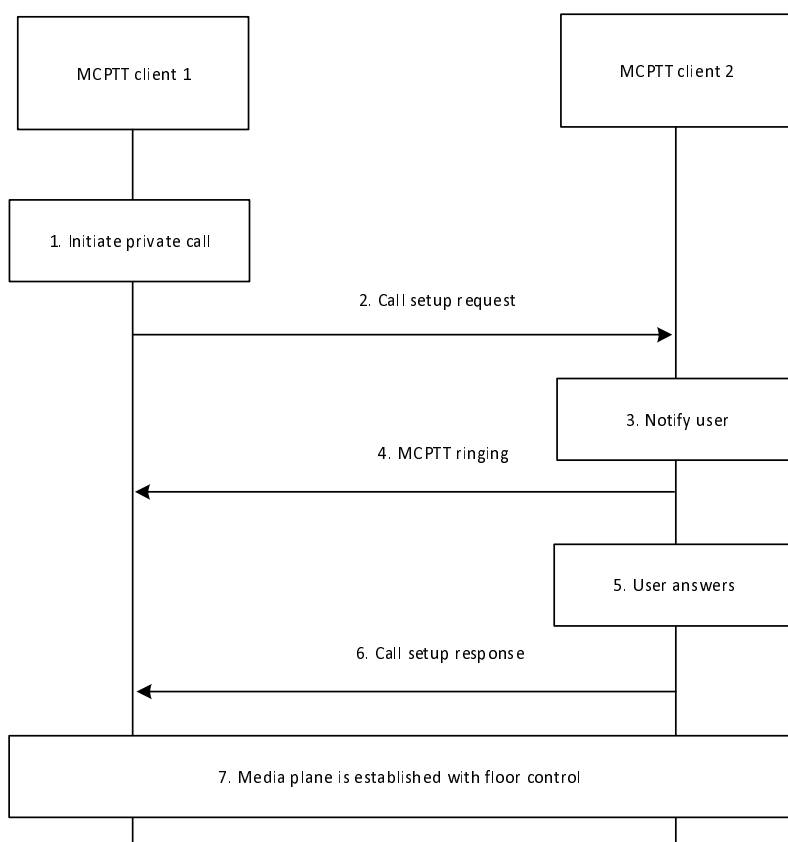 MCPTT client 1
MCPTT client 2
1. Initiate private call
2. Call setup request
3. Notify user
4. MCPTT ringing
5. User answers
6. Call setup response
7. Media plane is established with floor control